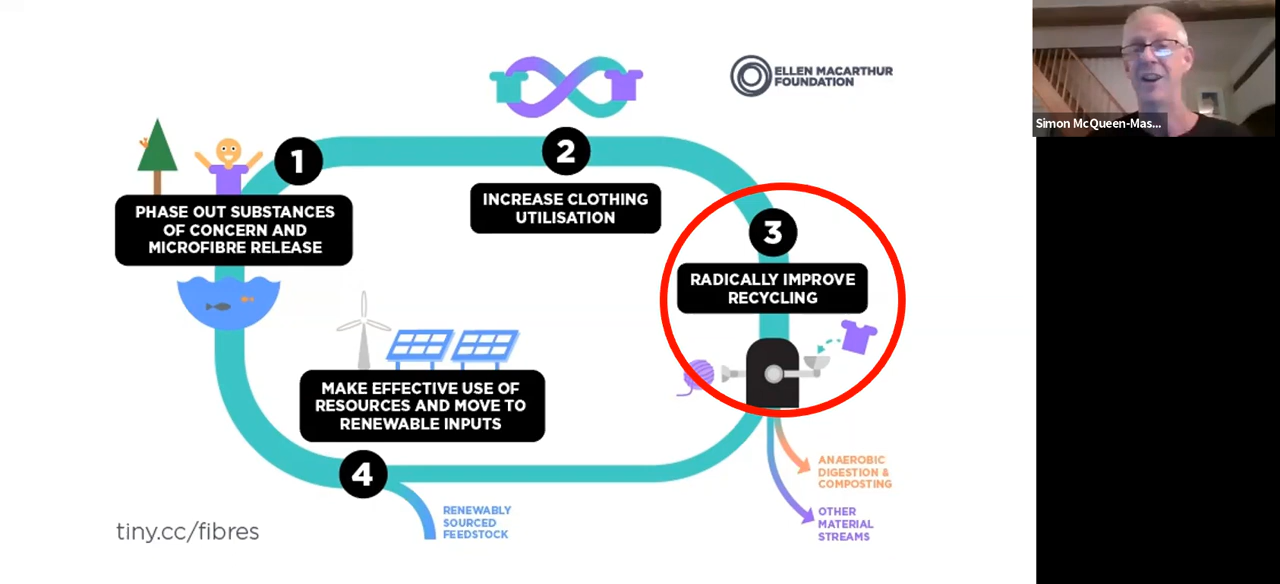 ELLEN MACARTHUR
FOUNDATION
Simon McQueen-Mas...
1
PHASE OUT SUBSTANCES
OF CONCERN AND
MICROFIBRE RELEASE
2
INCREASE CLOTHING
UTILISATION
3
RADICALLY IMPROVE
RECYCLING
MAKE EFFECTIVE USE OF
RESOURCES AND MOVE TO
RENEWABLE INPUTS
4
RENEWABLY
SOURCED
FEEDSTOCK
ANAEROBIC
DIGESTION &
COMPOSTING
OTHER
MATERIAL
STREAMS
tiny.cc/fibres